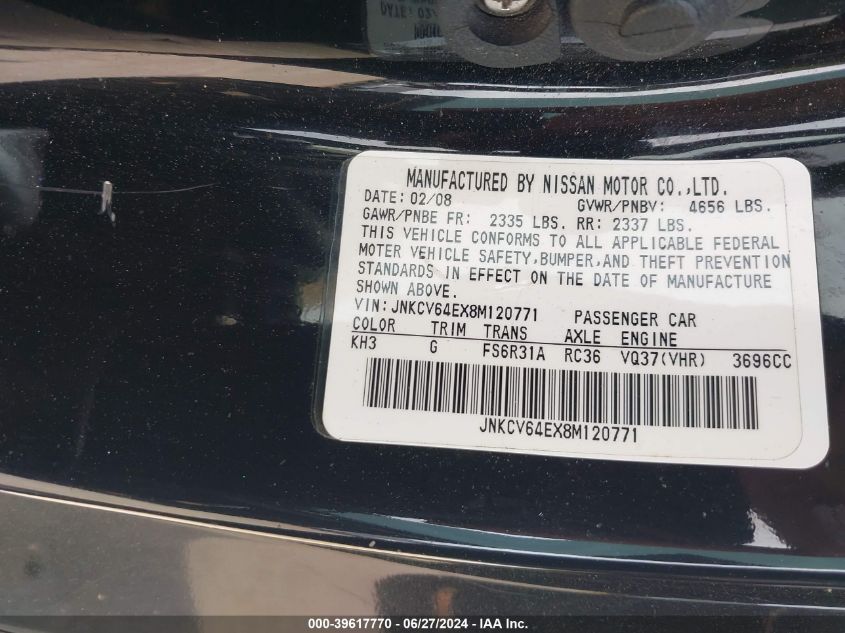 DATE: 02/
MANUFACTURED BY NISSAN MOTOR CO.,LTD.
DATE: 02/08 GVWR/PNBV: 4656 LBS.
GAWR/PNBE FR: 2335 LBS. RR: 2337 LBS.
THIS VEHICLE CONFORMS TO ALL APPLICABLE FEDERAL
MOTER VEHICLE SAFETY,BUMPER,AND THEFT PREVENTION
STANDARDS IN EFFECT ON THE DATE OF MANUFACTURE
SHOWN ABOVE.
VIN:JNKCV64EX8M120771 PASSENGER CAR
COLOR TRIM TRANS AXLE ENGINE
KH3 G FS6R31A RC36 VQ37(VHR) 3696CC
JNKCV64EX8M120771
000-39617770 - 06/27/2024 - IAA, Inc.